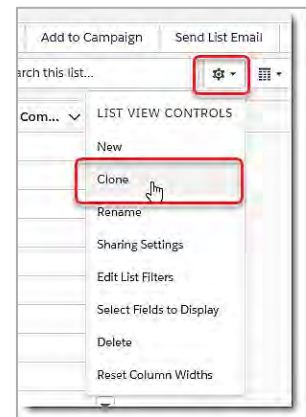 Add to Campaign Send List Email
arch this list...
Com...
LIST VIEW CONTROLS
New
Clone
Rename
Sharing Settings
Edit List Filters
Select Fields to Display
Delete
Reset Column Widths